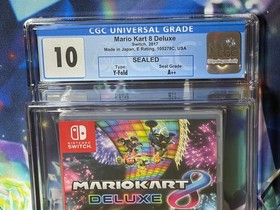 CGC UNIVERSAL GRADE
10
Mario Kart 8 Deluxe
Switch, 2017
Made in Japan, E Rating, 105278C, USA
SEALED
Type: Seal Grade:
Y-Fold A++
NINTENDO
SWITCH
MARIOKART 8
DELUXE